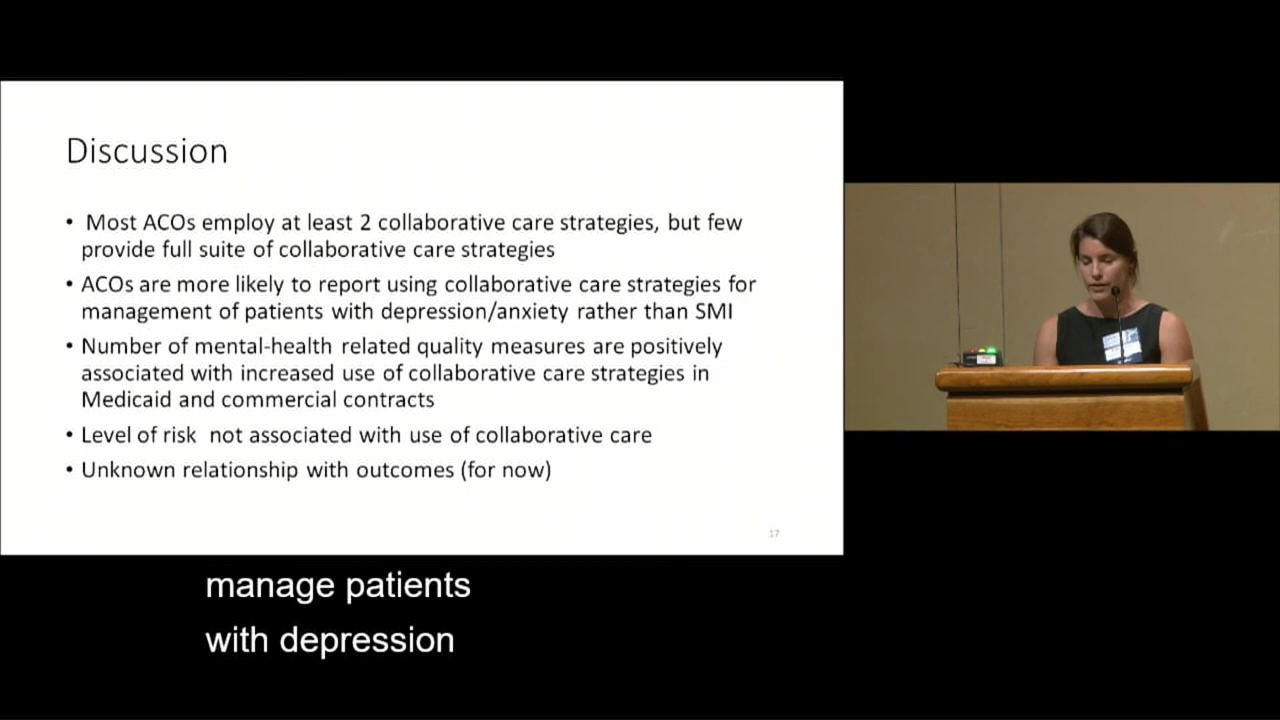 Discussion
• Most ACOs employ at least 2 collaborative care strategies, but few
provide full suite of collaborative care strategies
• ACOs are more likely to report using collaborative care strategies for
management of patients with depression/anxiety rather than SMI
• Number of mental-health related quality measures are positively
associated with increased use of collaborative care strategies in
Medicaid and commercial contracts
• Level of risk not associated with use of collaborative care
• Unknown relationship with outcomes (for now)
17
manage patients
with depression